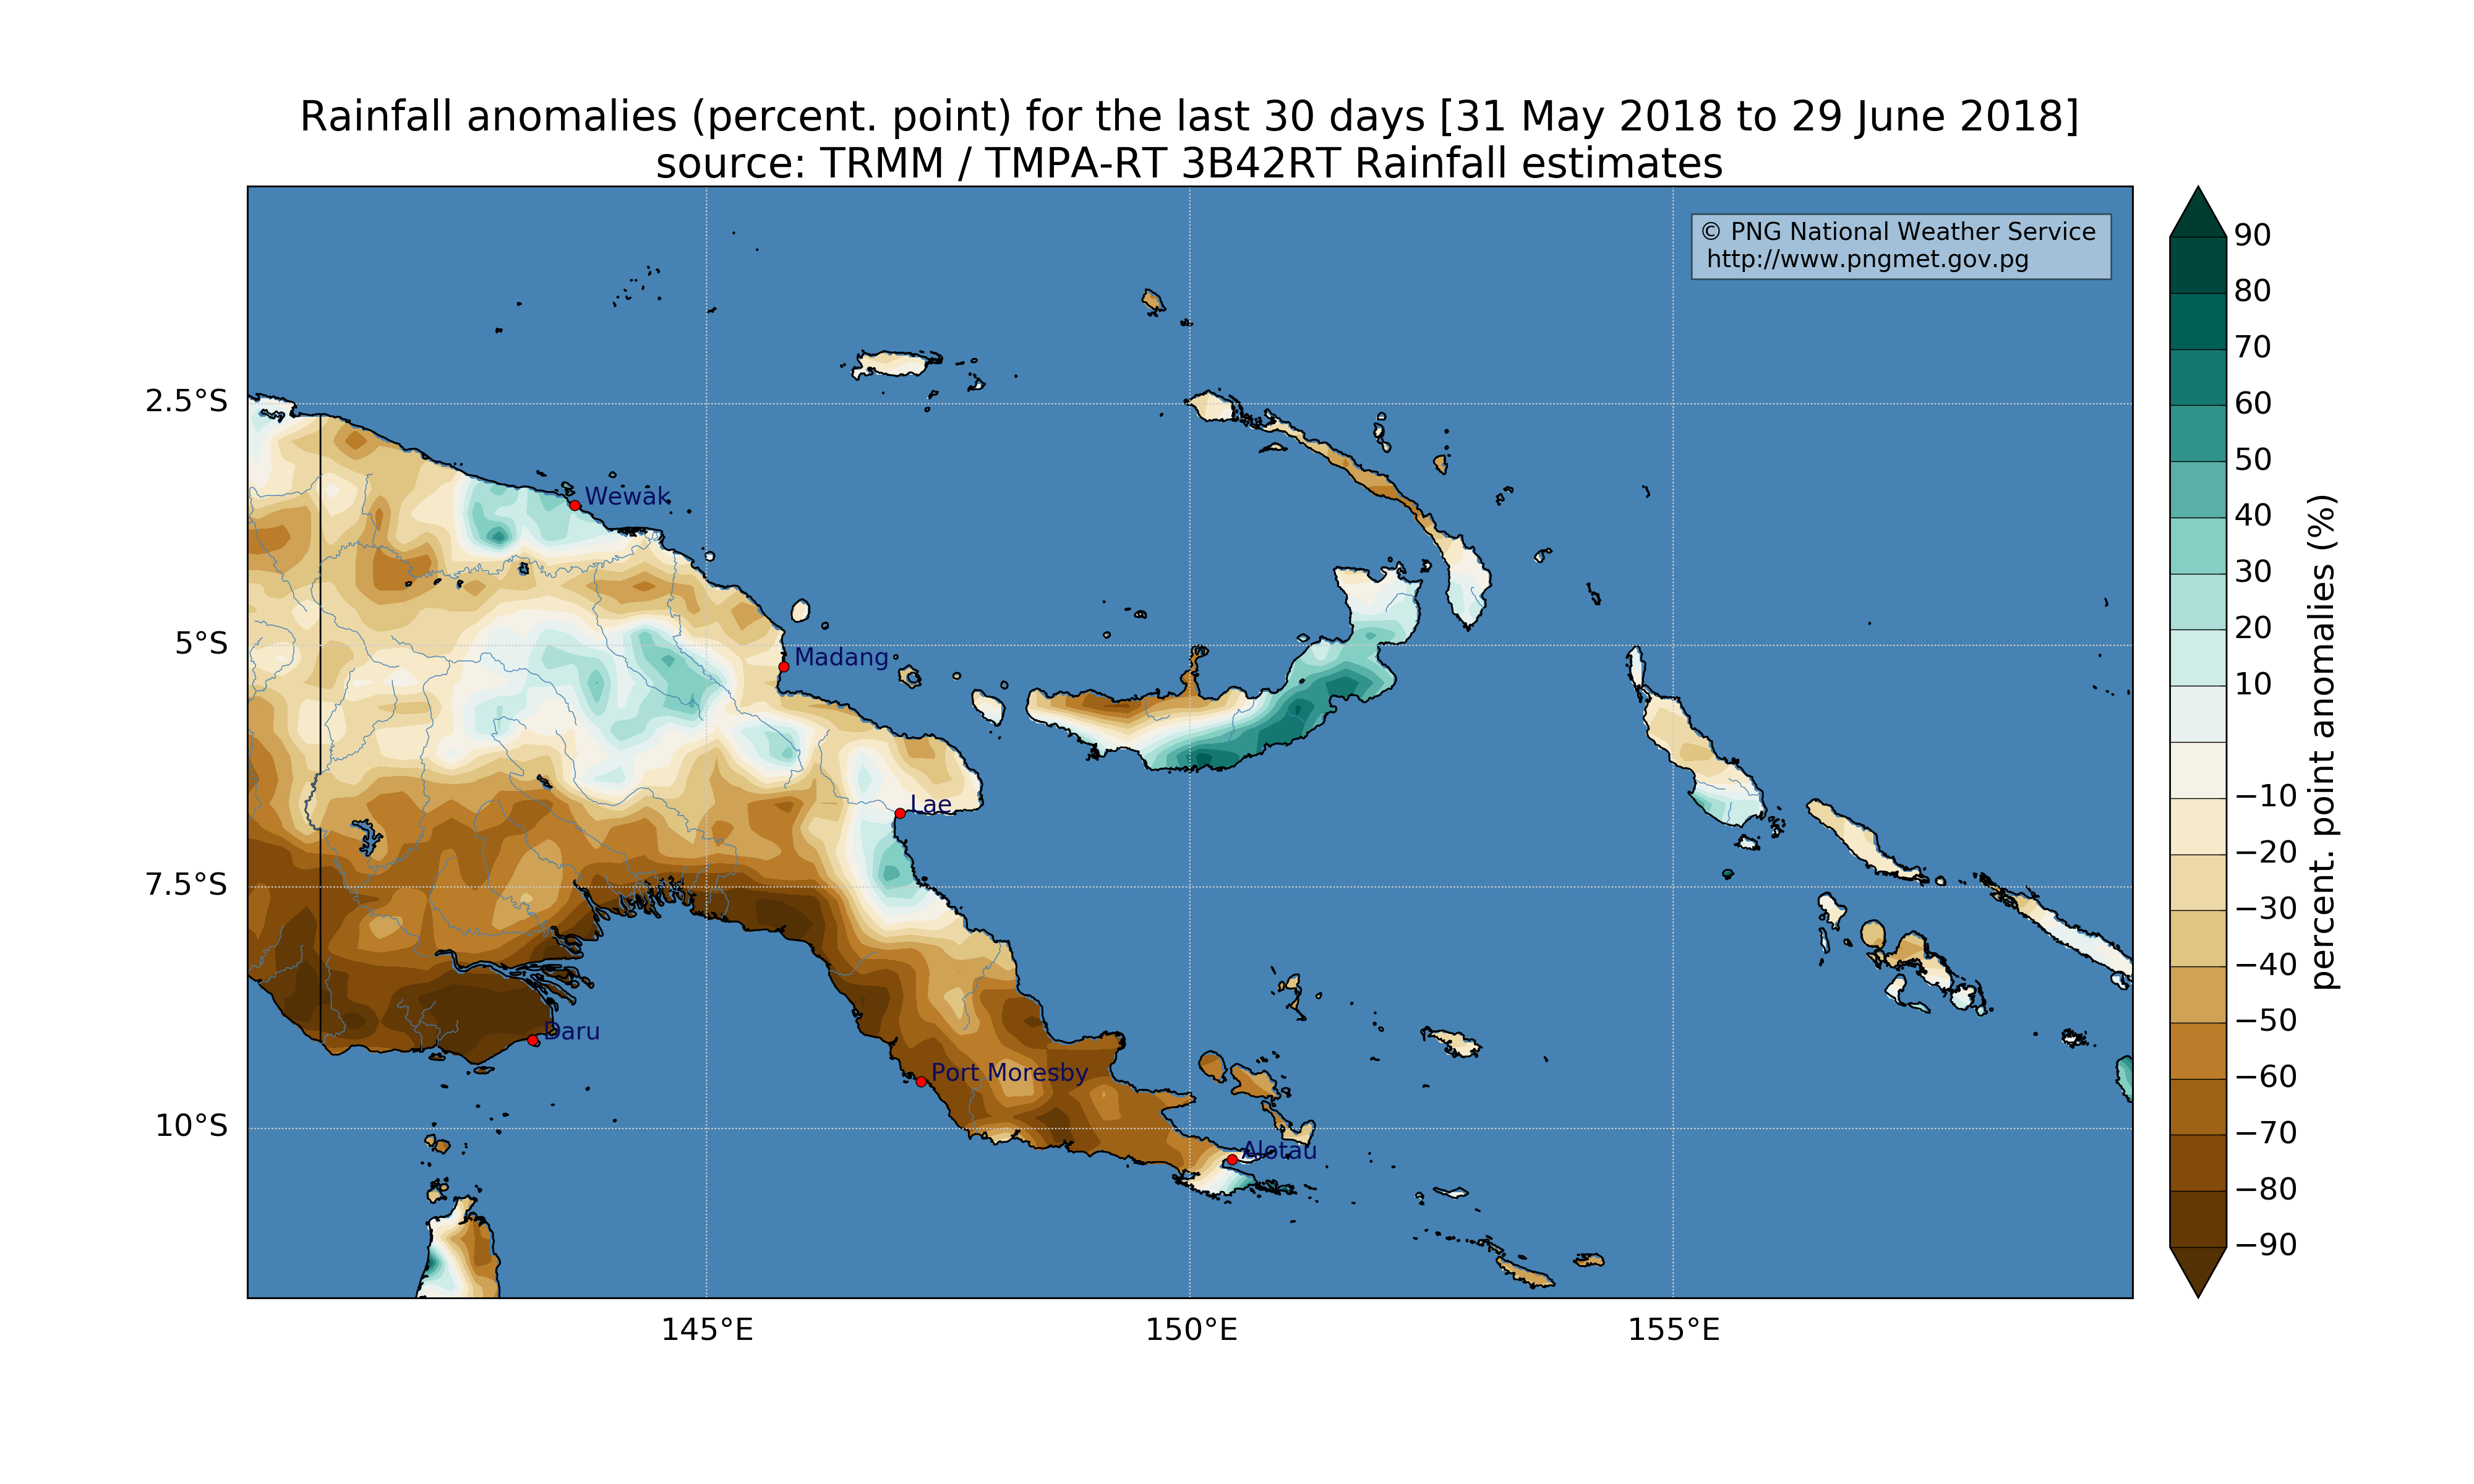 Rainfall anomalies (percent. point) for the last 30 days [31 May 2018 to 29 June 2018]
source: TRMM / TMPA-RT 3B42RT Rainfall estimates
© PNG National Weather Service
http://www.pngmet.gov.pg
2.5°S
5°S
7.5°S
10°S
Wewak
Madang
Lae
Daru
Port Moresby
Alotau
145°E
150°E
155°E
90
80
70
60
50
40
30
20
10
−10
−20
−30
−40
−50
−60
−70
−80
−90
percent. point anomalies (%)